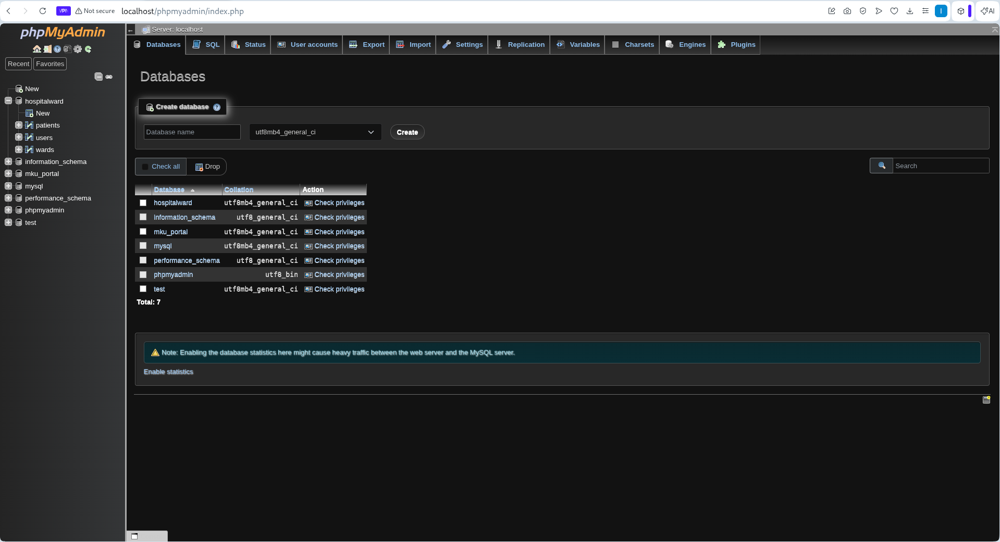 VPN Not secure localhost/phpmyadmin/index.php AI
phpMyAdmin
Recent Favorites
New
hospitalward
New
patients
users
wards
information_schema
mku_portal
mysql
performance_schema
phpmyadmin
test
Server: localhost
Databases SQL Status User accounts Export Import Settings Replication Variables Charsets Engines Plugins
Databases
Create database
Database name utf8mb4_general_ci Create
Check all Drop Search
Database Collation Action
hospitalward utf8mb4_general_ci Check privileges
information_schema utf8_general_ci Check privileges
mku_portal utf8mb4_general_ci Check privileges
mysql utf8mb4_general_ci Check privileges
performance_schema utf8_general_ci Check privileges
phpmyadmin utf8_bin Check privileges
test utf8mb4_general_ci Check privileges
Total: 7
Note: Enabling the database statistics here might cause heavy traffic between the web server and the MySQL server.
Enable statistics